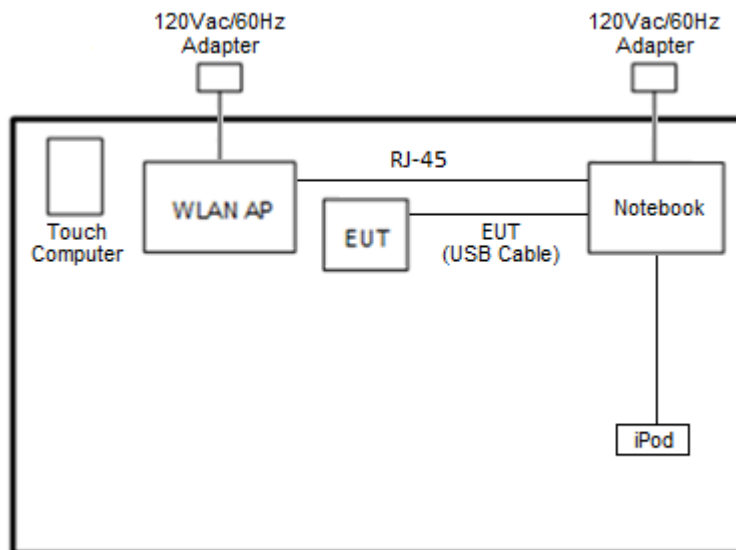 120Vac/60Hz
Adapter
120Vac/60Hz
Adapter
RJ-45
WLAN AP
Notebook
EUT
EUT
(USB Cable)
Touch
Computer
iPod